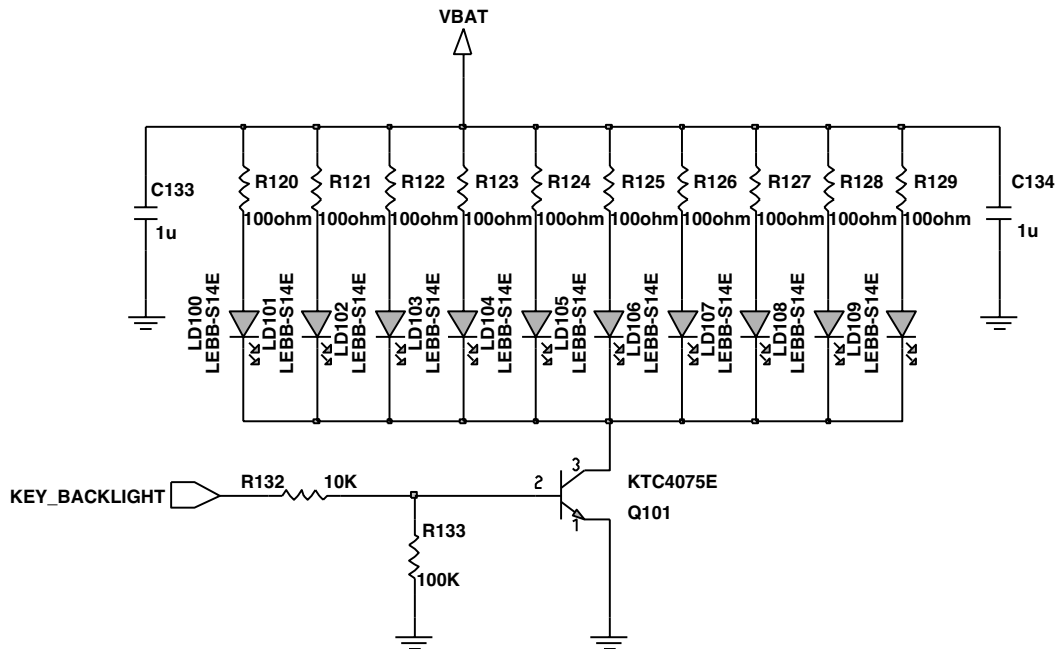 VBAT
C133
1u
R120
100ohm
R121
100ohm
R122
100ohm
R123
100ohm
R124
100ohm
R125
100ohm
R126
100ohm
R127
100ohm
R128
100ohm
R129
100ohm
C134
1u
LD100
LEBB-S14E
LD101
LEBB-S14E
LD102
LEBB-S14E
LD103
LEBB-S14E
LD104
LEBB-S14E
LD105
LEBB-S14E
LD106
LEBB-S14E
LD107
LEBB-S14E
LD108
LEBB-S14E
LD109
LEBB-S14E
KEY_BACKLIGHT
R132
10K
R133
100K
2
3
1
KTC4075E
Q101